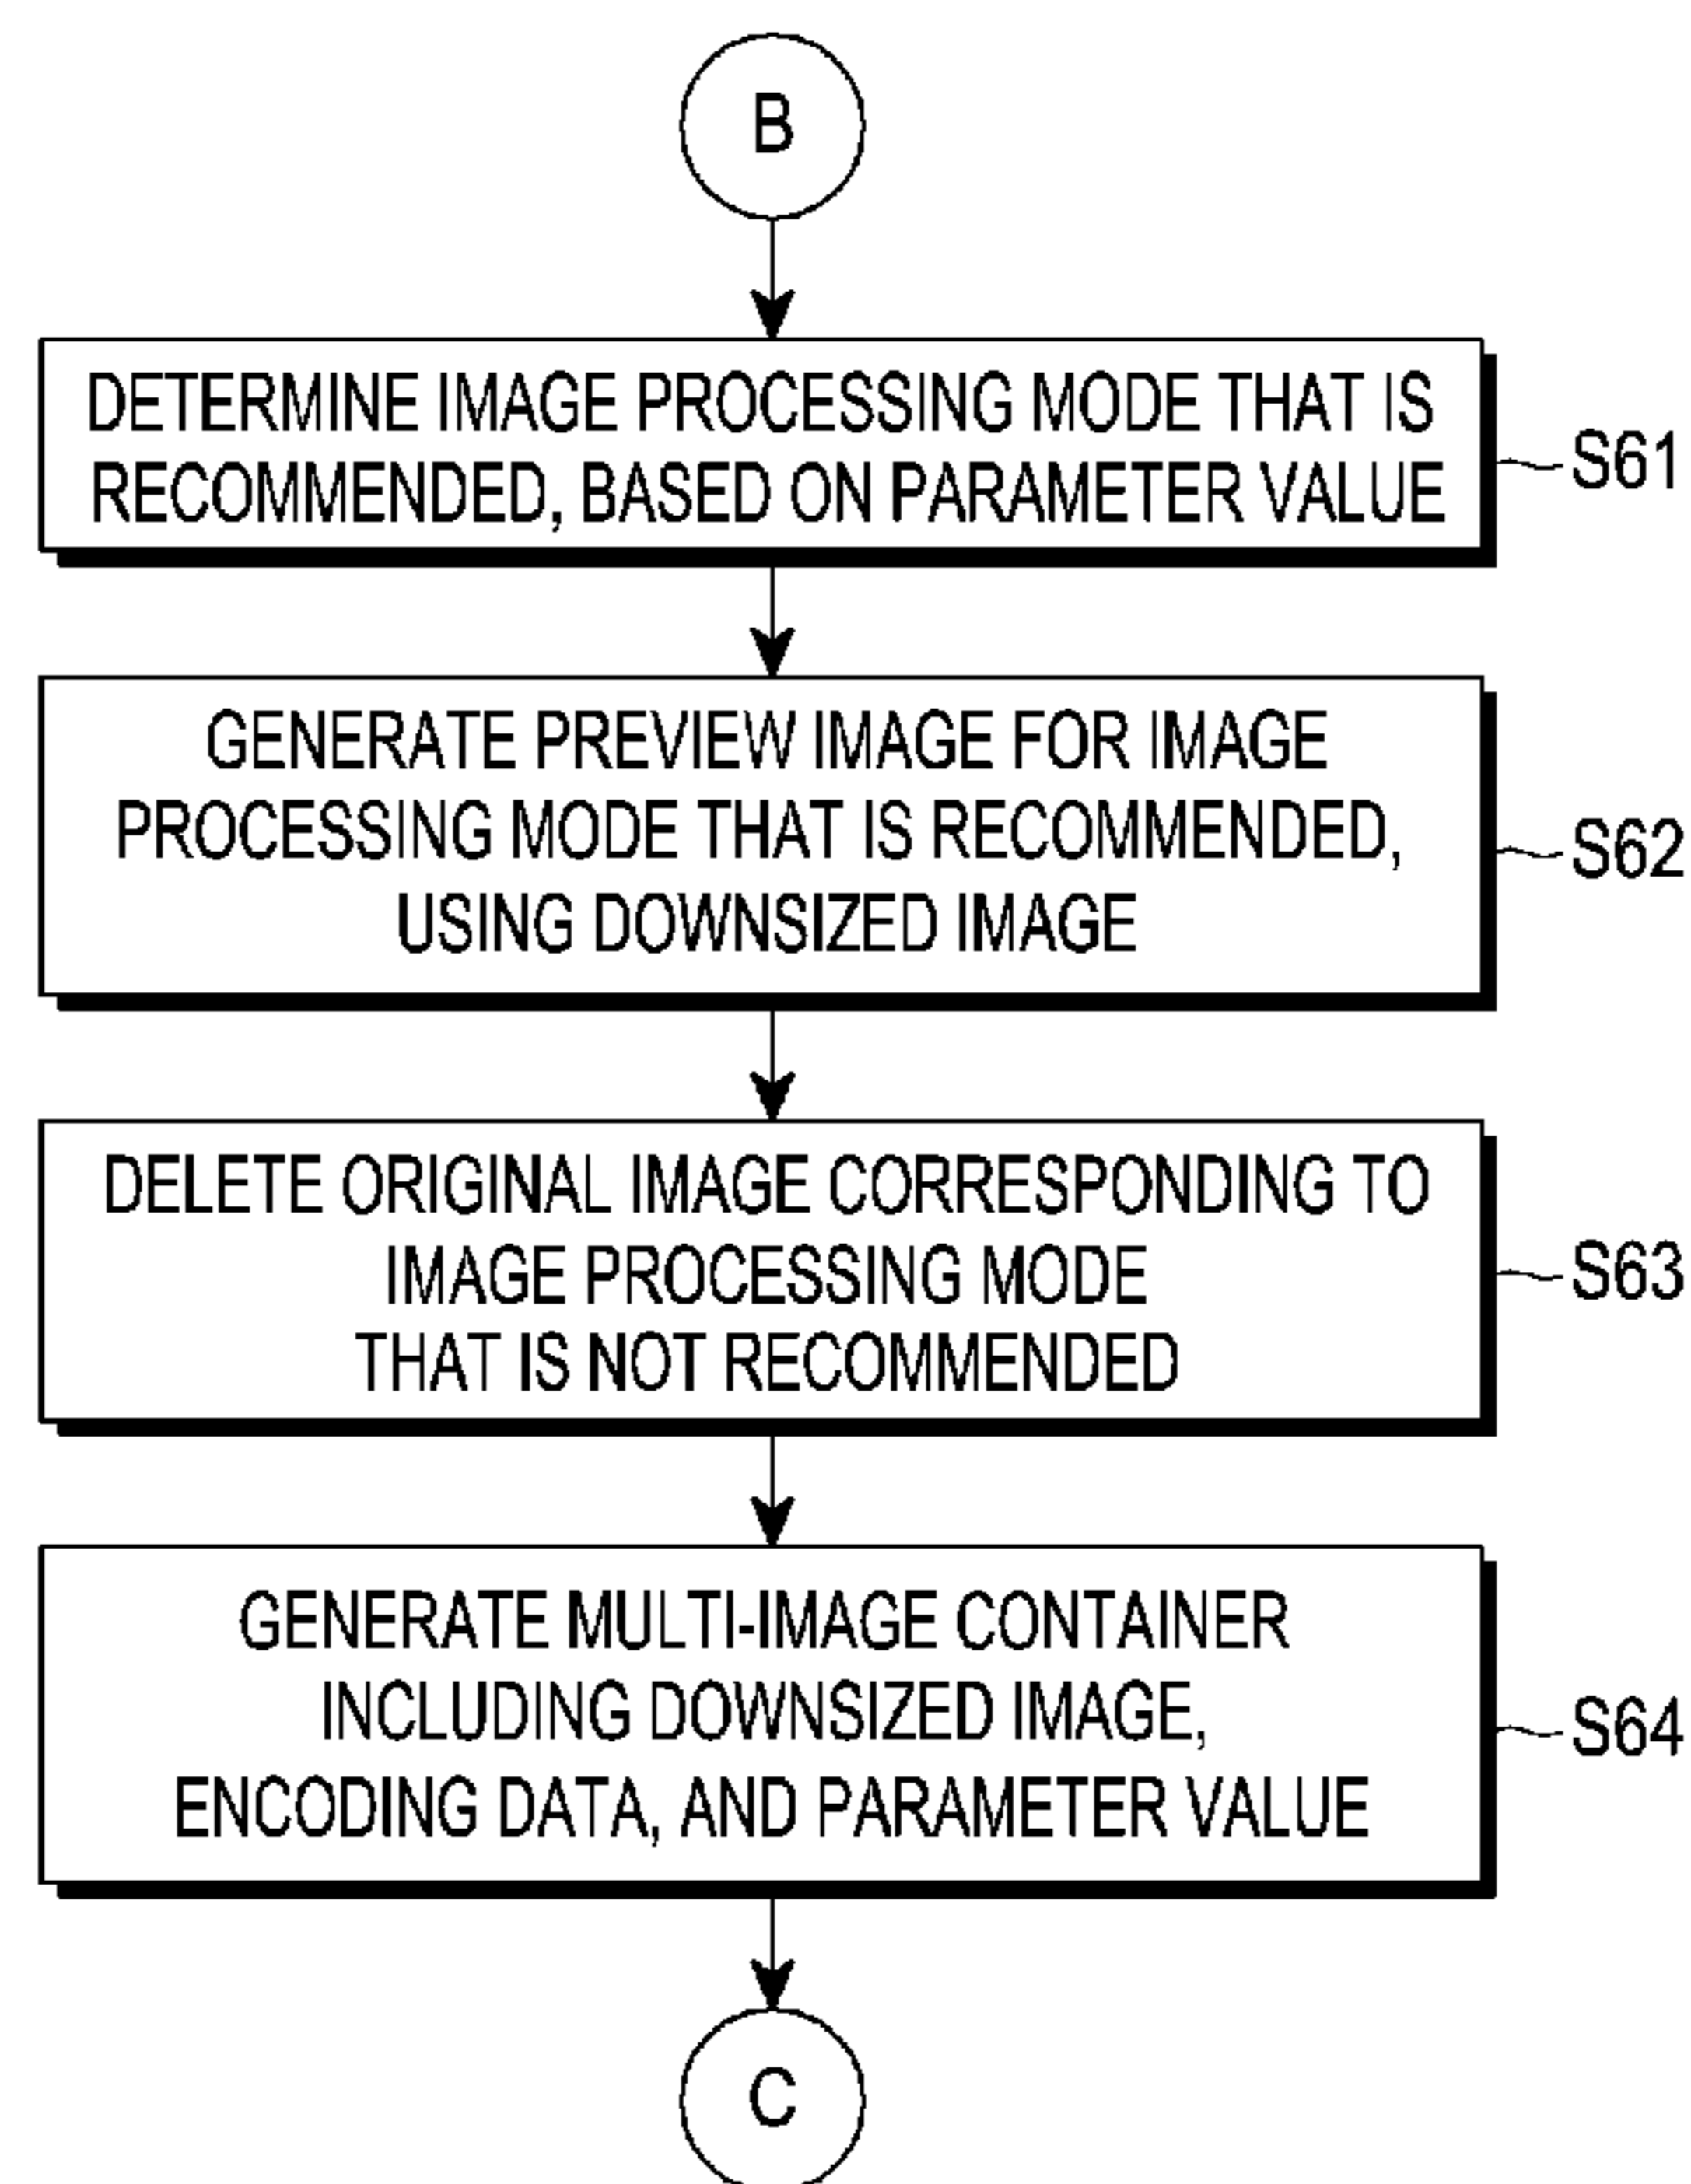 B
DETERMINE IMAGE PROCESSING MODE THAT IS
RECOMMENDED, BASED ON PARAMETER VALUE
S61
GENERATE PREVIEW IMAGE FOR IMAGE
PROCESSING MODE THAT IS RECOMMENDED,
USING DOWNSIZED IMAGE
S62
DELETE ORIGINAL IMAGE CORRESPONDING TO
IMAGE PROCESSING MODE
THAT IS NOT RECOMMENDED
S63
GENERATE MULTI-IMAGE CONTAINER
INCLUDING DOWNSIZED IMAGE,
ENCODING DATA, AND PARAMETER VALUE
S64
C